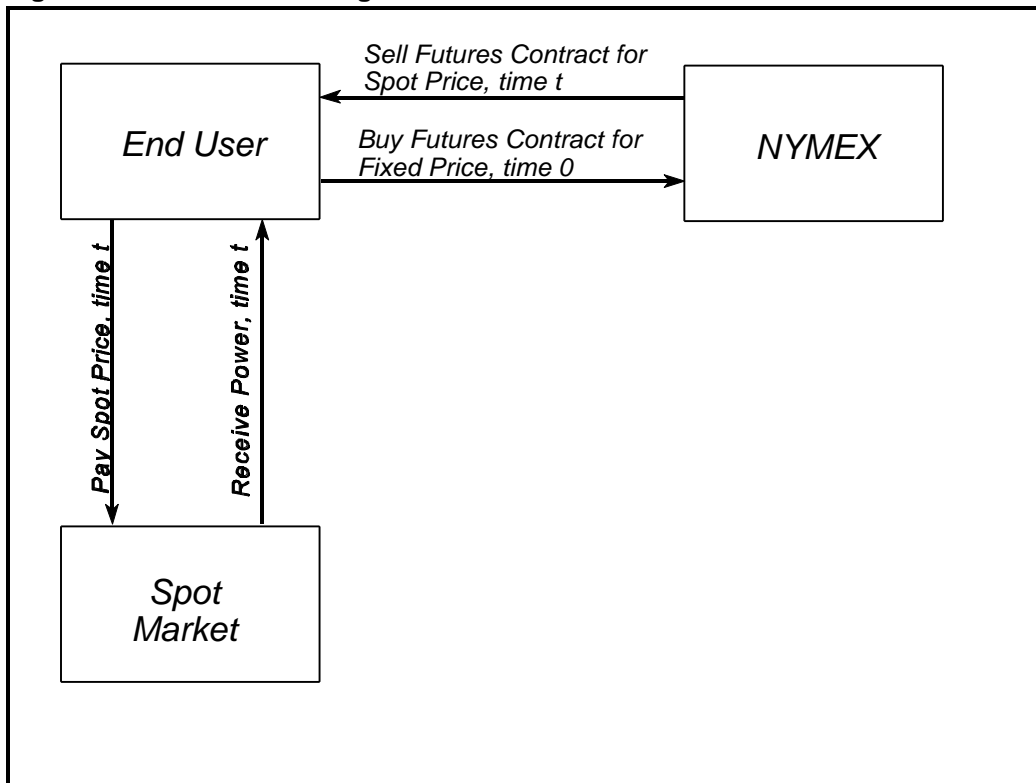 Sell Futures Contract for
Spot Price, time t
End User
Buy Futures Contract for
Fixed Price, time 0
NYMEX
Pay Spot Price, time t
Receive Power, time t
Spot
Market